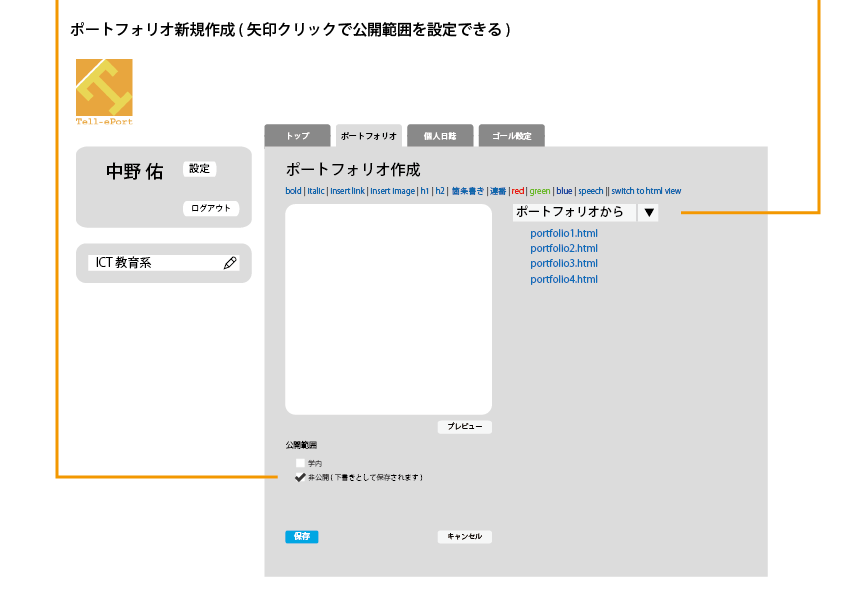 ポートフォリオ新規作成 ( 矢印クリックで公開範囲を設定できる )
Tell-ePort
トップ
ポートフォリオ
個人日誌
ゴール設定
中野 佑
設定
ログアウト
ICT 教育系
ポートフォリオ作成
bold | italic | insert link | insert image | h1 | h2 | 箇条書き | 連番 | red | green | blue | speech || switch to html view
ポートフォリオから ▼
portfolio1.html
portfolio2.html
portfolio3.html
portfolio4.html
プレビュー
公開範囲
学内
非公開 ( 下書きとして保存されます )
保存
キャンセル